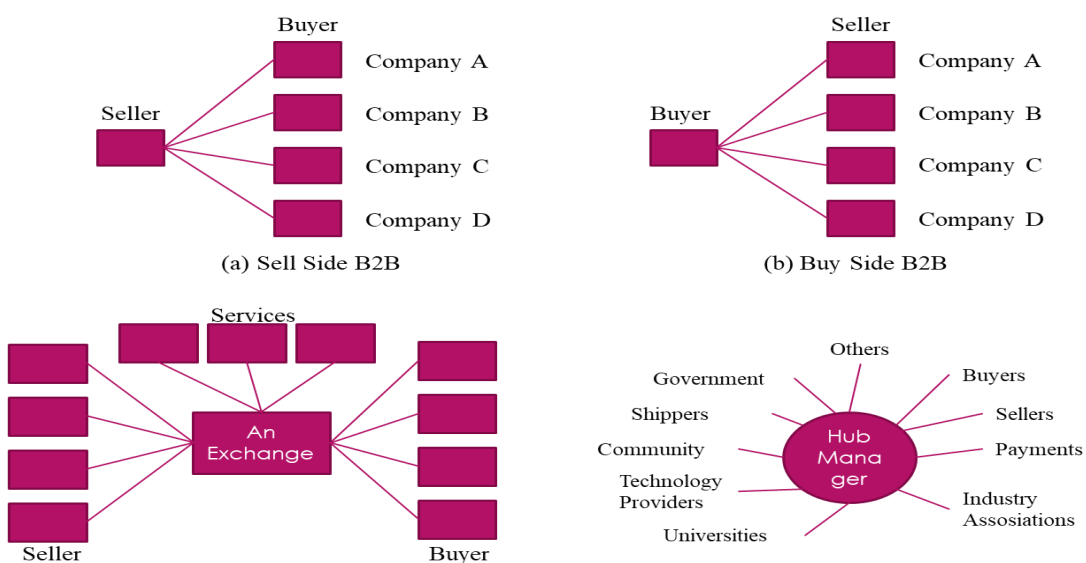 Buyer
Company A
Seller
Company B
Company C
Company D
(a) Sell Side B2B
Seller
Company A
Buyer
Company B
Company C
Company D
(b) Buy Side B2B
Services
An
Exchange
Seller
Buyer
Others
Government
Buyers
Shippers
Sellers
Hub
Mana
ger
Community
Payments
Technology
Providers
Industry
Assosiations
Universities